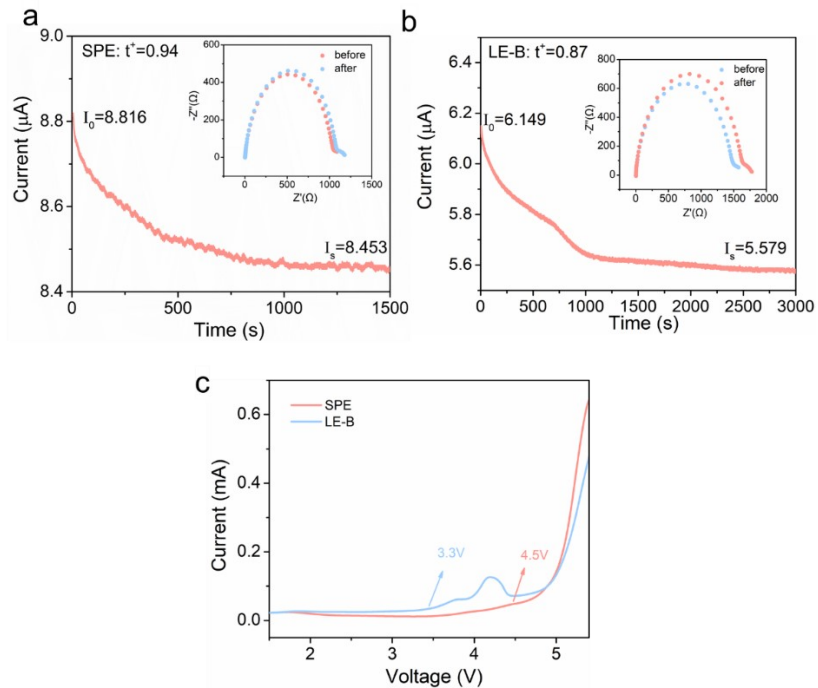 a
SPE: t⁺=0.94
I₀=8.816
Iₛ=8.453
9.0
8.8
8.6
8.4
Current (μA)
0
500
1000
1500
Time (s)
before
after
600
400
200
0
-Z''(Ω)
0
500
1000
1500
Z'(Ω)
b
LE-B: t⁺=0.87
I₀=6.149
Iₛ=5.579
6.4
6.2
6.0
5.8
5.6
Current (μA)
0
500
1000
1500
2000
2500
3000
Time (s)
before
after
800
600
400
200
0
-Z''(Ω)
0
500
1000
1500
2000
Z'(Ω)
c
SPE
LE-B
3.3V
4.5V
0.6
0.4
0.2
0.0
Current (mA)
2
3
4
5
Voltage (V)